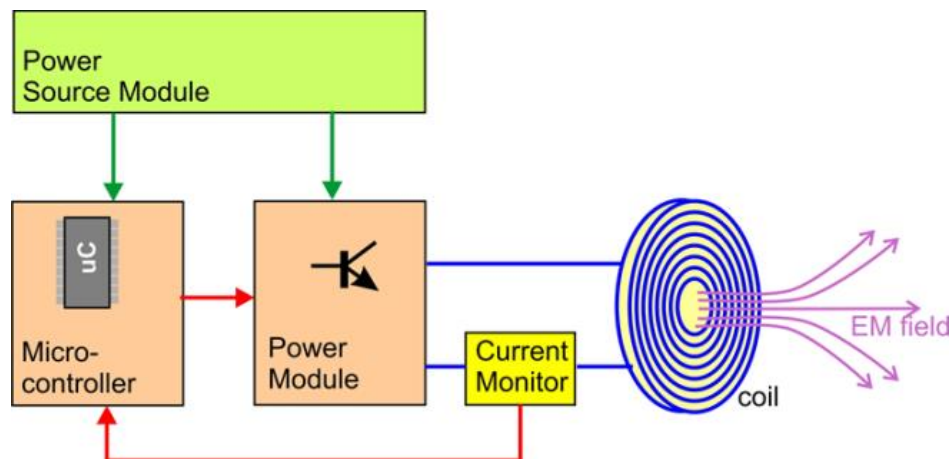 Power
Source Module
uC
Micro-
controller
Power
Module
Current
Monitor
coil
EM field